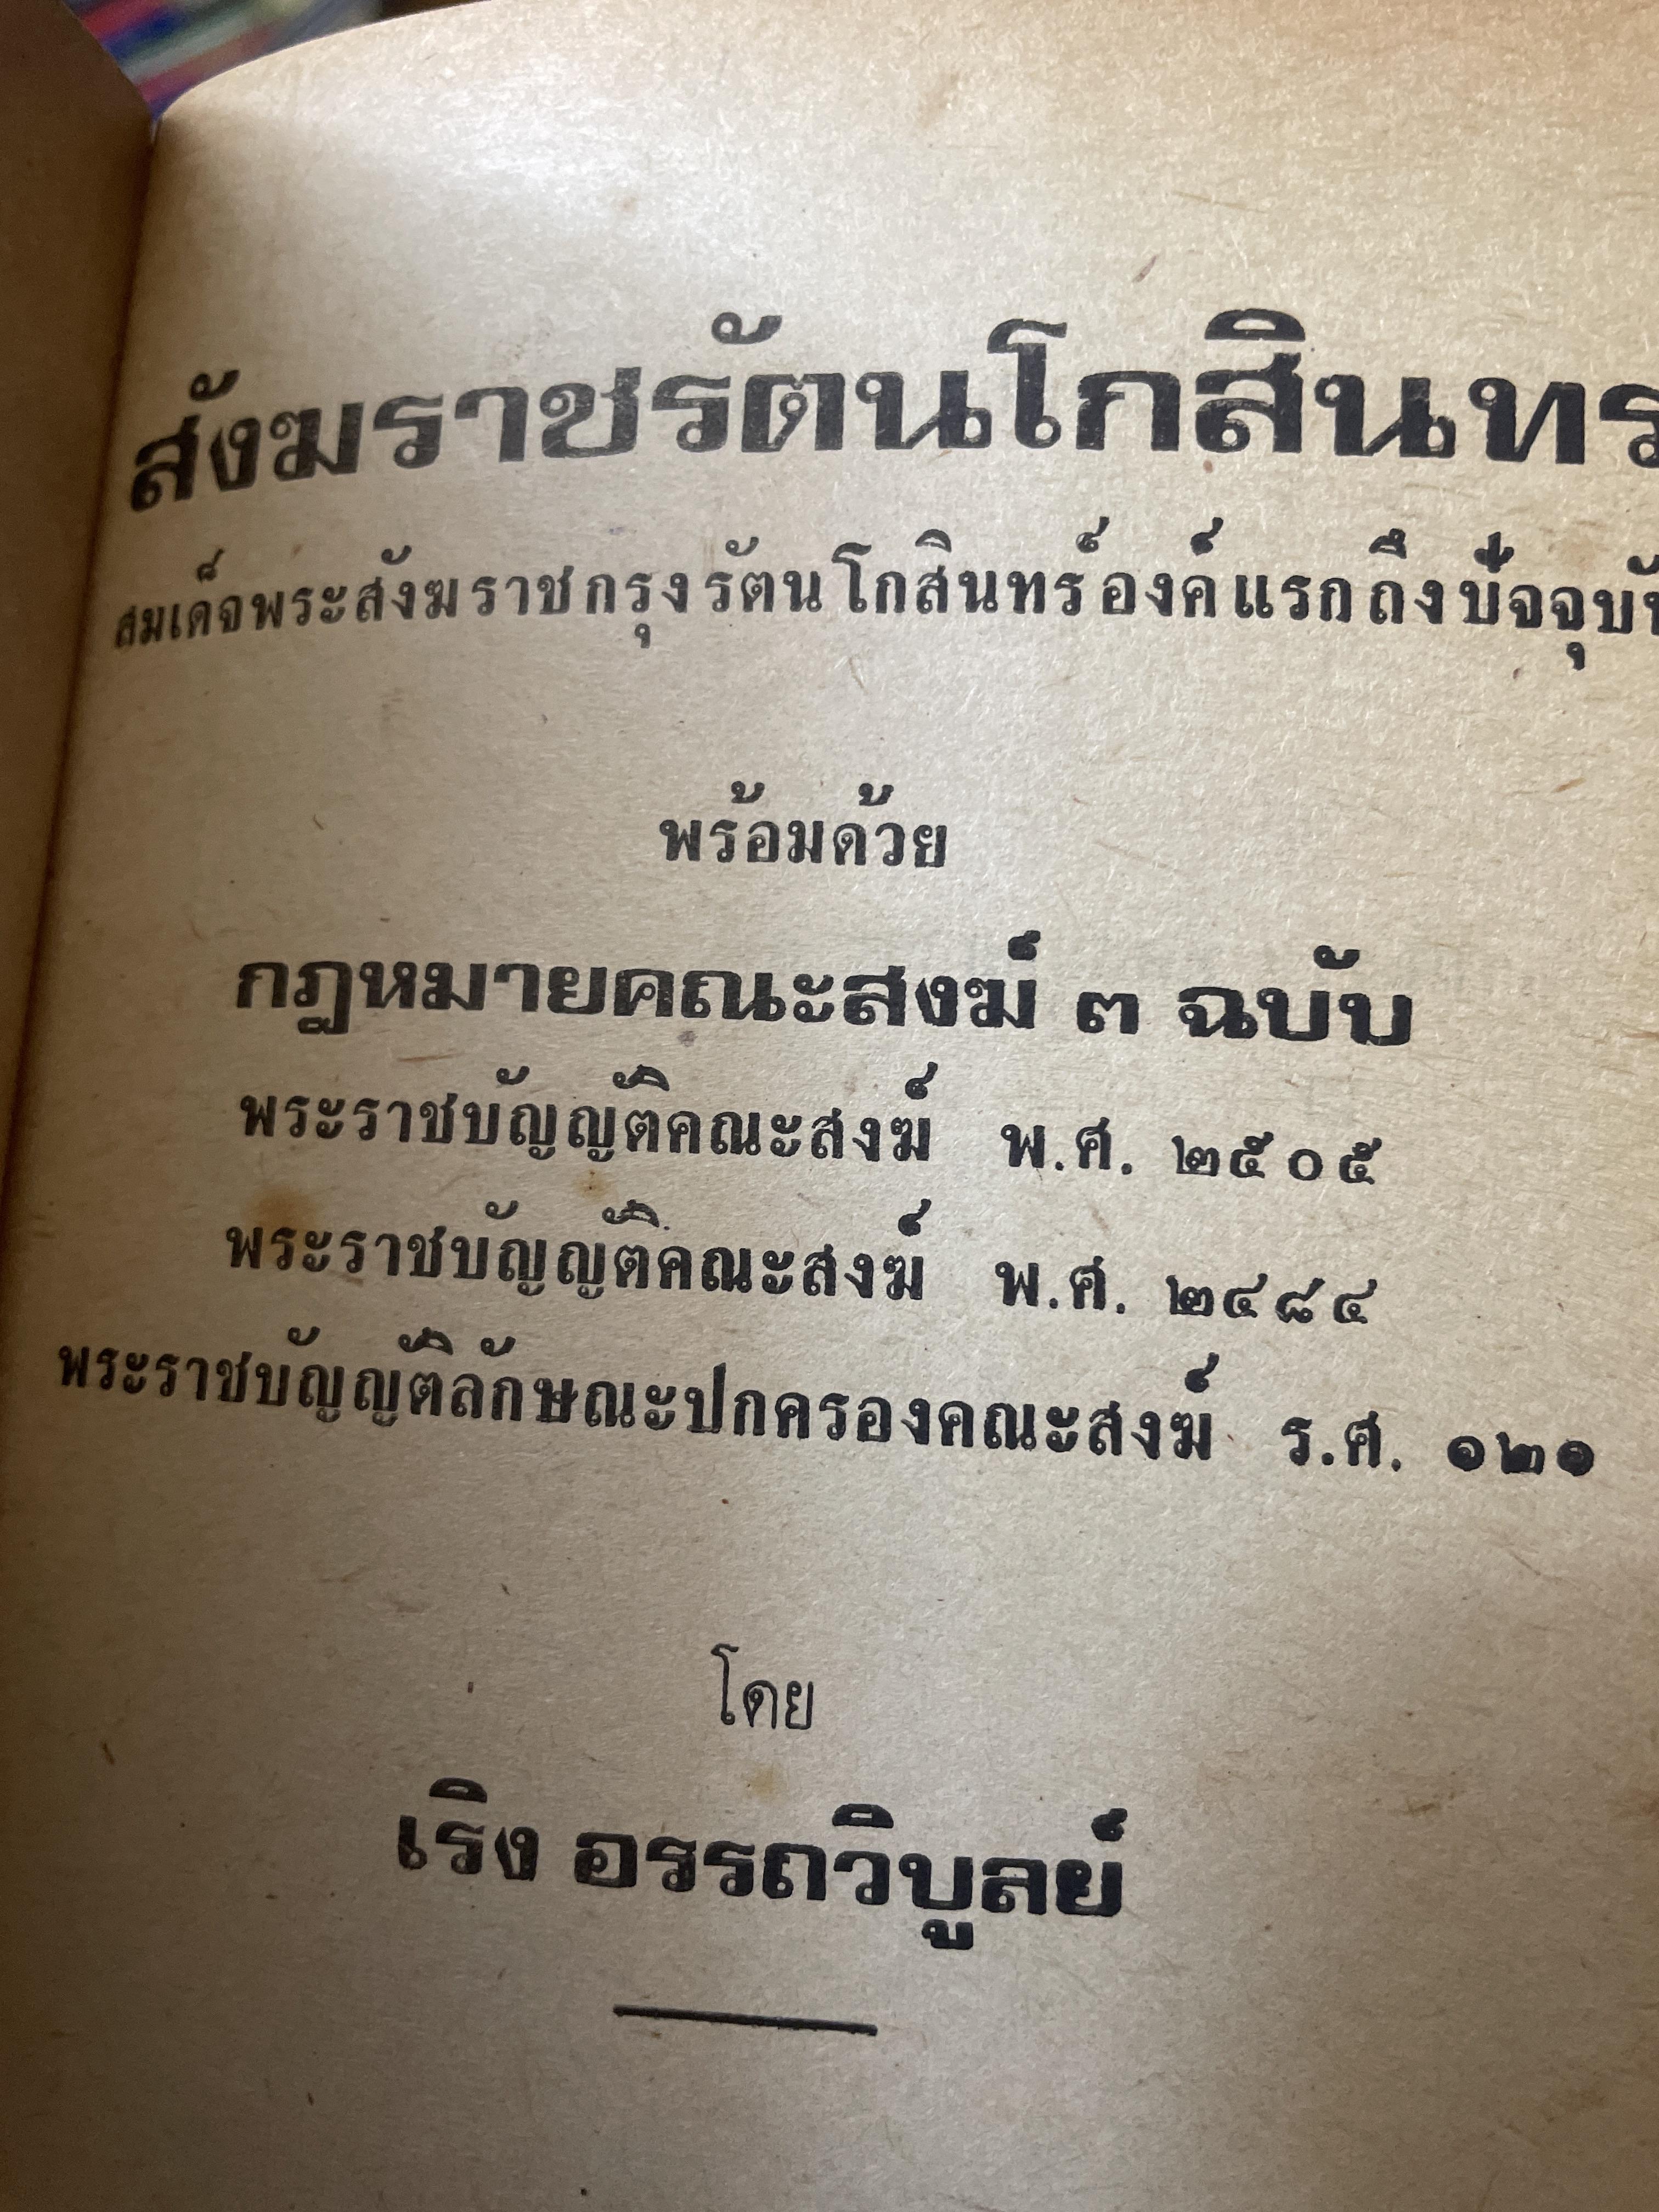 สังฆราชรัตนโกสินทร
สมเด็จพระสังฆราชกรุงรัตนโกสินทร์องค์แรกถึงปัจจุบั
พร้อมด้วย
กฎหมายคณะสงฆ์ ๓ ฉบับ
พระราชบัญญัติคณะสงฆ์ พ.ศ. ๒๕๐๕
พระราชบัญญัติคณะสงฆ์ พ.ศ. ๒๔๘๔
พระราชบัญญัติลักษณะปกครองคณะสงฆ์ ร.ศ. ๑๒๑
โดย
เริง อรรถวิบูลย์